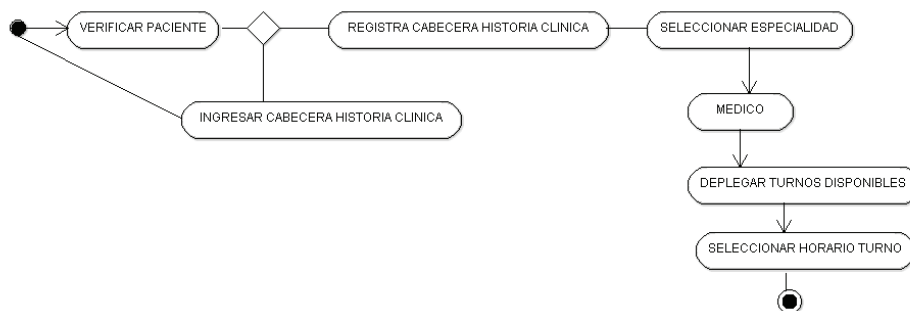 VERIFICAR PACIENTE
REGISTRA CABECERA HISTORIA CLINICA
SELECCIONAR ESPECIALIDAD
INGRESAR CABECERA HISTORIA CLINICA
MEDICO
DEPLEGAR TURNOS DISPONIBLES
SELECCIONAR HORARIO TURNO